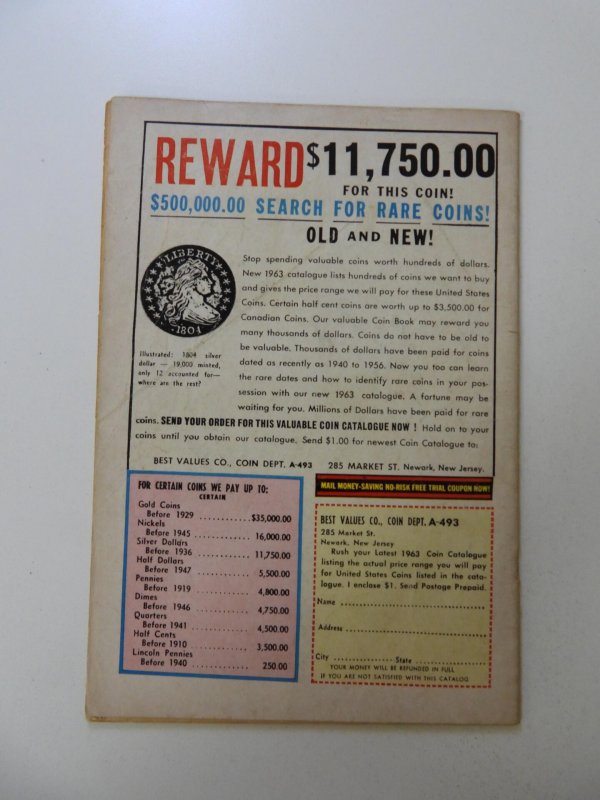 REWARD $11,750.00
FOR THIS COIN!
$500,000.00 SEARCH FOR RARE COINS!
OLD AND NEW!
LIBERTY
1804
Illustrated: 1804 silver
dollar — 19,000 minted,
only 12 accounted for—
where are the rest?
Stop spending valuable coins worth hundreds of dollars.
New 1963 catalogue lists hundreds of coins we want to buy
and gives the price range we will pay for these United States
Coins. Certain half cent coins are worth up to $3,500.00 for
Canadian Coins. Our valuable Coin Book may reward you
many thousands of dollars. Coins do not have to be old to
be valuable. Thousands of dollars have been paid for coins
dated as recently as 1940 to 1956. Now you too can learn
the rare dates and how to identify rare coins in your pos-
session with our new 1963 catalogue. A fortune may be
waiting for you. Millions of Dollars have been paid for rare
coins. SEND YOUR ORDER FOR THIS VALUABLE COIN CATALOGUE NOW ! Hold on to your
coins until you obtain our catalogue. Send $1.00 for newest Coin Catalogue to:
BEST VALUES CO., COIN DEPT. A-493 285 MARKET ST. Newark, New Jersey.
FOR CERTAIN COINS WE PAY UP TO:
CERTAIN
Gold Coins
Before 1929 ............ $35,000.00
Nickels
Before 1945 ............ 16,000.00
Silver Dollars
Before 1936 ............ 11,750.00
Half Dollars
Before 1947 ............ 5,500.00
Pennies
Before 1919 ............ 4,800.00
Dimes
Before 1946 ............ 4,750.00
Quarters
Before 1941 ............ 4,500.00
Half Cents
Before 1910 ............ 3,500.00
Lincoln Pennies
Before 1940 ............ 250.00
MAIL MONEY-SAVING NO-RISK FREE TRIAL COUPON NOW!
BEST VALUES CO., COIN DEPT. A-493
285 Market St.
Newark, New Jersey
Rush your Latest 1963 Coin Catalogue
listing the actual price range you will pay
for United States Coins listed in the cata-
logue. I enclose $1. Send Postage Prepaid.
Name ..............................
Address ..............................
City ................ State ................
YOUR MONEY WILL BE REFUNDED IN FULL
IF YOU ARE NOT SATISFIED WITH THIS CATALOG